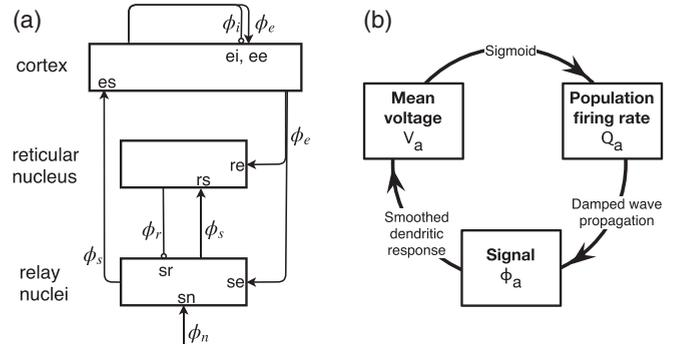 (a)
ϕi ϕe
cortex
ei, ee
es
ϕe
reticular
nucleus
re
rs
ϕs
ϕr
ϕs
relay
nuclei
sr
se
sn
ϕn
(b)
Sigmoid
Mean
voltage
Va
Population
firing rate
Qa
Smoothed
dendritic
response
Damped wave
propagation
Signal
ϕa